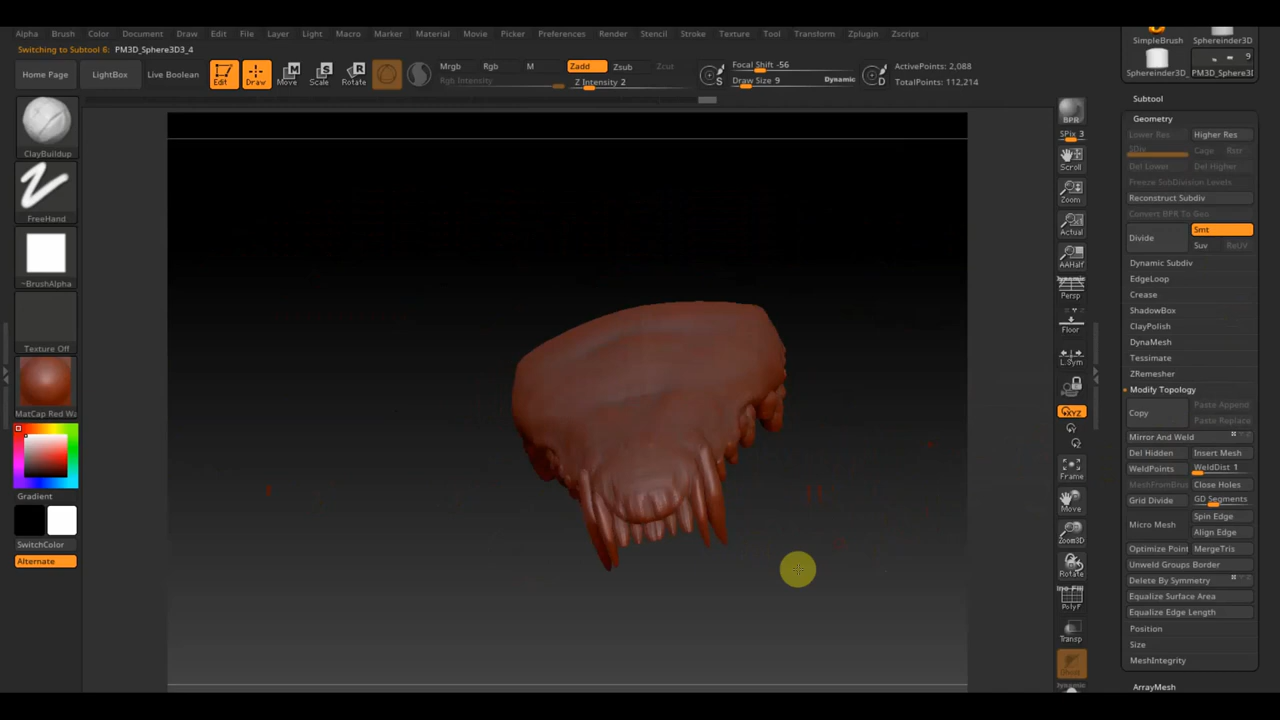 Alpha Brush Color Document Draw Edit File Layer Light Macro Marker Material Movie Picker Preferences Render Stencil Stroke Texture Tool Transform Zplugin Zscript
Switching to Subtool 6: PM3D_Sphere3D3_4
Home Page LightBox Live Boolean Edit Draw Move Scale Rotate
Mrgb Rgb M Zadd Zsub Zcut
Rgb Intensity Z Intensity 2
Focal Shift -56
Draw Size 9 Dynamic
S D
ActivePoints: 2,088
TotalPoints: 112,214
ClayBuildup
FreeHand
~BrushAlpha
Texture Off
MatCap Red Wa
Gradient
SwitchColor
Alternate
BPR
SPix 3
Scroll
Zoom
Actual
AAHalf
Dynamic
Persp
Floor
L.Sym
XYZ
Frame
Move
Zoom3D
Rotate
PolyF
Transp
Dynamic
SimpleBrush Sphereinder3D
9
Sphereinder3D_ PM3D_Sphere3D
Subtool
Geometry
Lower Res Higher Res
SDiv Cage Rstr
Del Lower Del Higher
Freeze SubDivision Levels
Reconstruct Subdiv
Convert BPR To Geo
Divide Smt
Suv ReUV
Dynamic Subdiv
EdgeLoop
Crease
ShadowBox
ClayPolish
DynaMesh
Tessimate
ZRemesher
Modify Topology
Copy Paste Append
Paste Replace
Mirror And Weld
Del Hidden Insert Mesh
WeldPoints WeldDist 1
MeshFromBrus Close Holes
Grid Divide GD Segments
Micro Mesh Spin Edge
Align Edge
Optimize Point MergeTris
Unweld Groups Border
Delete By Symmetry
Equalize Surface Area
Equalize Edge Length
Position
Size
MeshIntegrity
ArrayMesh